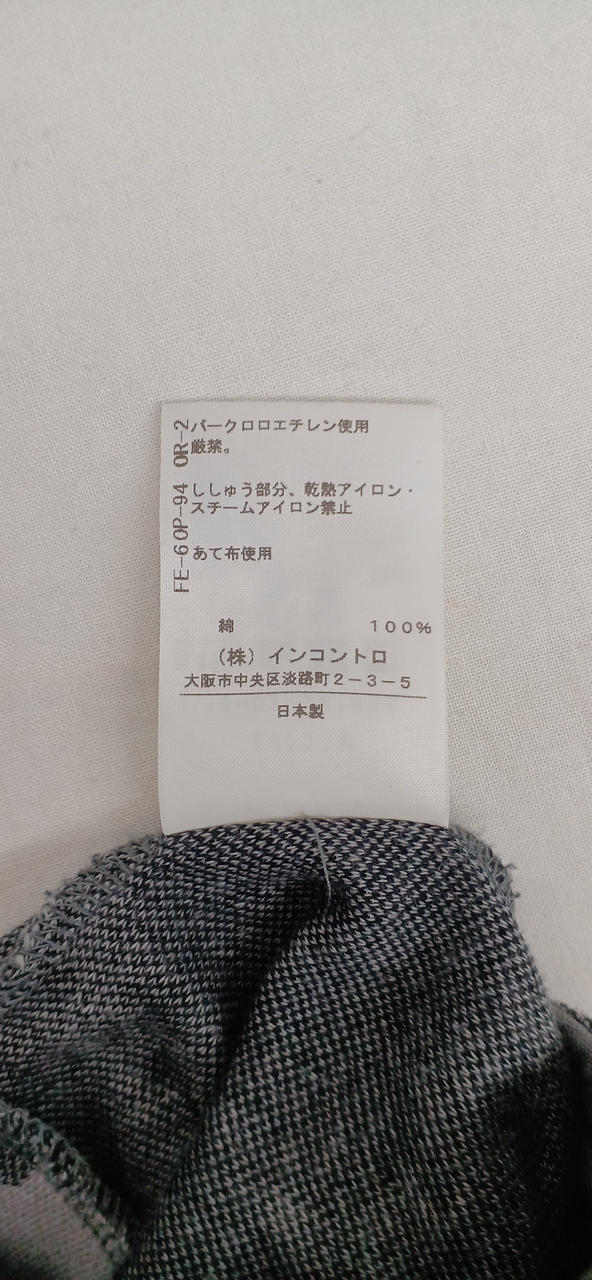 パークロロエチレン使用
厳禁。
ししゅう部分、乾熱アイロン・
スチームアイロン禁止
あて布使用
綿 100%
（株）インコントロ
大阪市中央区淡路町2－3－5
日本製
FE-60P-94 0R-2